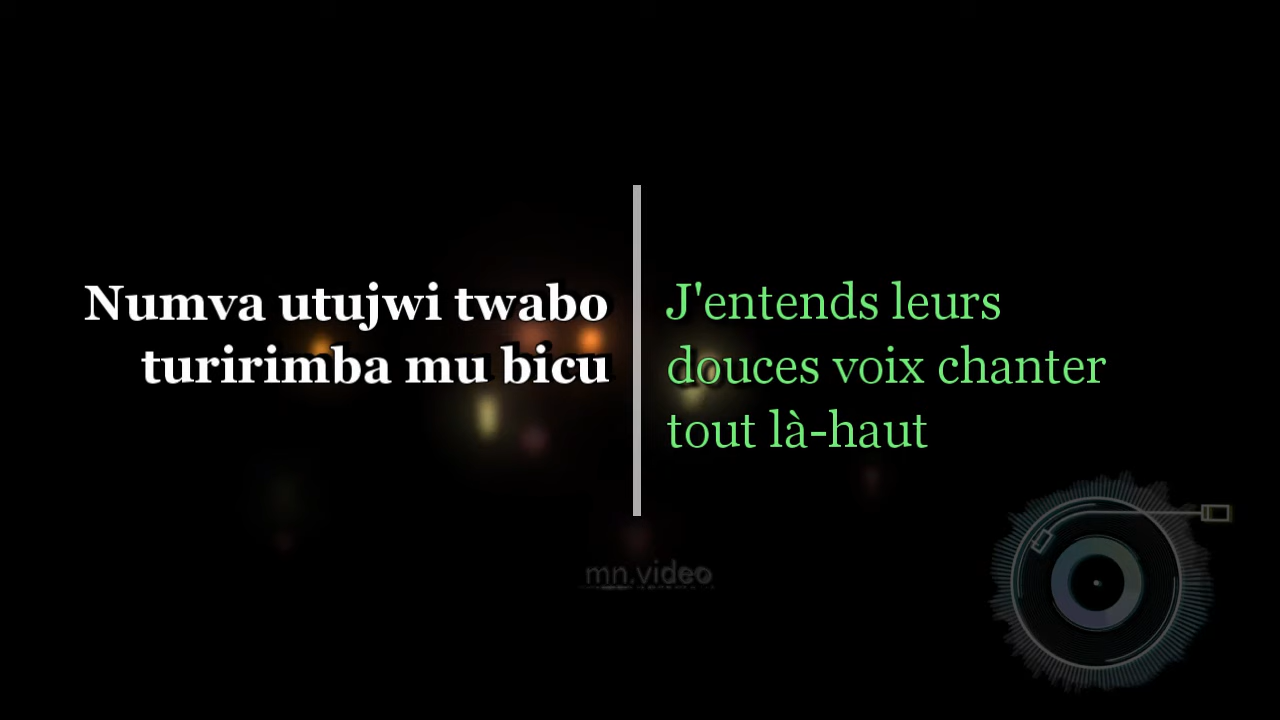 Numva utujwi twabo
turirimba mu bicu
J'entends leurs
douces voix chanter
tout là-haut
mn.video